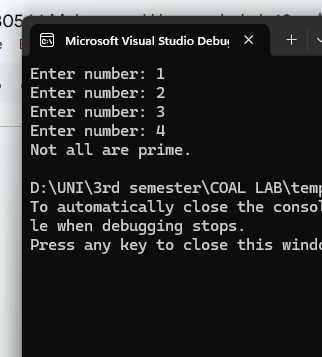 Microsoft Visual Studio Debu
Enter number: 1
Enter number: 2
Enter number: 3
Enter number: 4
Not all are prime.
D:\UNI\3rd semester\COAL LAB\temp
To automatically close the consol
le when debugging stops.
Press any key to close this windo